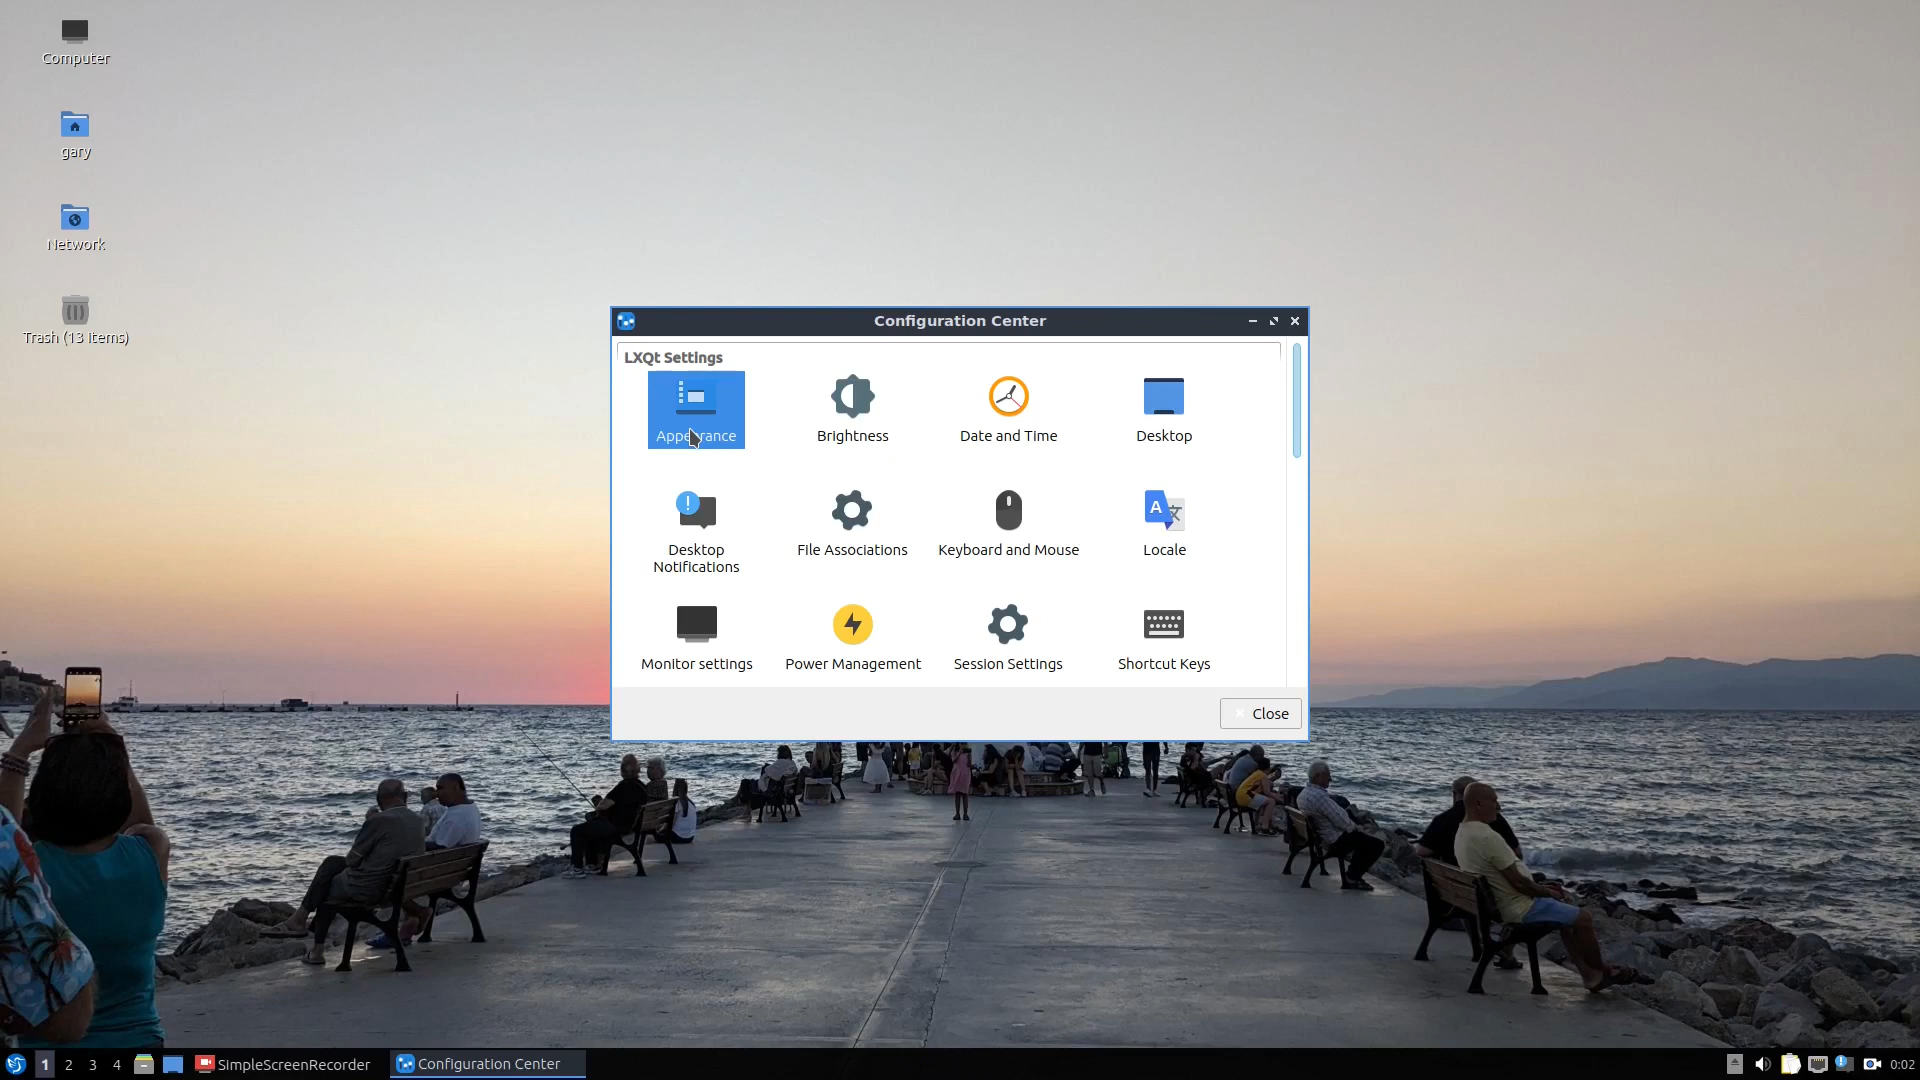 Computer
gary
Network
Trash (13 items)
Configuration Center
LXQt Settings
Appearance
Brightness
Date and Time
Desktop
Desktop
Notifications
File Associations
Keyboard and Mouse
Locale
Monitor settings
Power Management
Session Settings
Shortcut Keys
Close
1 2 3 4 SimpleScreenRecorder Configuration Center 0:02